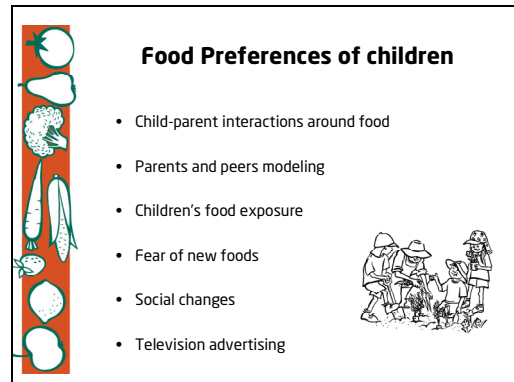 Food Preferences of children
• Child-parent interactions around food
• Parents and peers modeling
• Children's food exposure
• Fear of new foods
• Social changes
• Television advertising